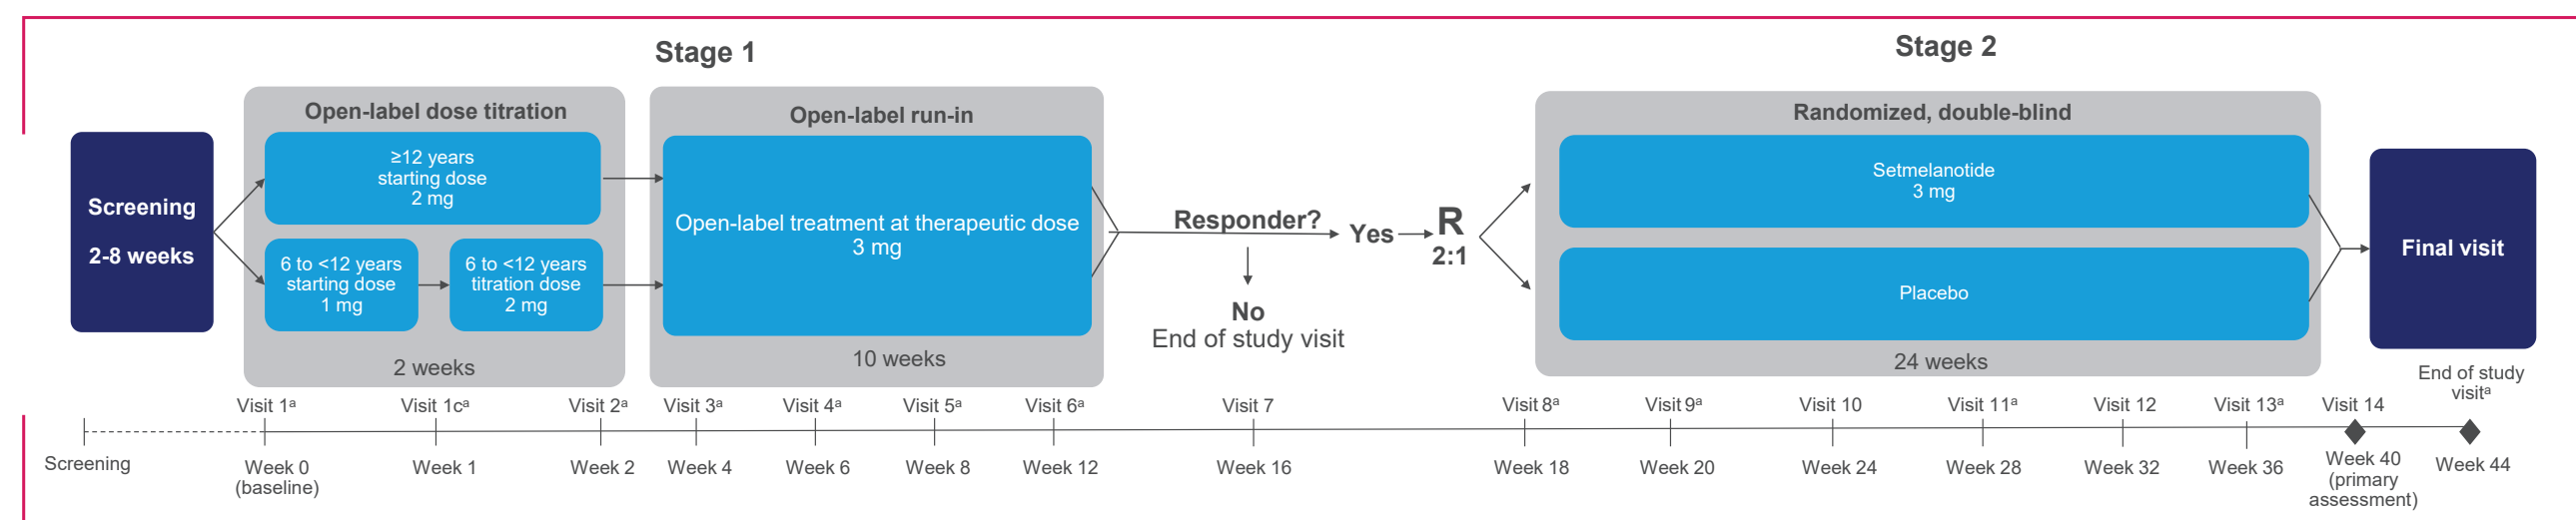 Stage 1
Stage 2
Screening
2-8 weeks
Open-label dose titration
≥12 years
starting dose
2 mg
6 to <12 years
starting dose
1 mg
6 to <12 years
titration dose
2 mg
2 weeks
Open-label run-in
Open-label treatment at therapeutic dose
3 mg
10 weeks
Responder?
No
End of study visit
Yes
R
2:1
Randomized, double-blind
Setmelanotide
3 mg
Placebo
24 weeks
Final visit
Visit 1ᵃ
Visit 1cᵃ
Visit 2ᵃ
Visit 3ᵃ
Visit 4ᵃ
Visit 5ᵃ
Visit 6ᵃ
Visit 7
Visit 8ᵃ
Visit 9ᵃ
Visit 10
Visit 11ᵃ
Visit 12
Visit 13ᵃ
Visit 14
End of study
visitᵃ
Screening
Week 0
(baseline)
Week 1
Week 2
Week 4
Week 6
Week 8
Week 12
Week 16
Week 18
Week 20
Week 24
Week 28
Week 32
Week 36
Week 40
(primary
assessment)
Week 44